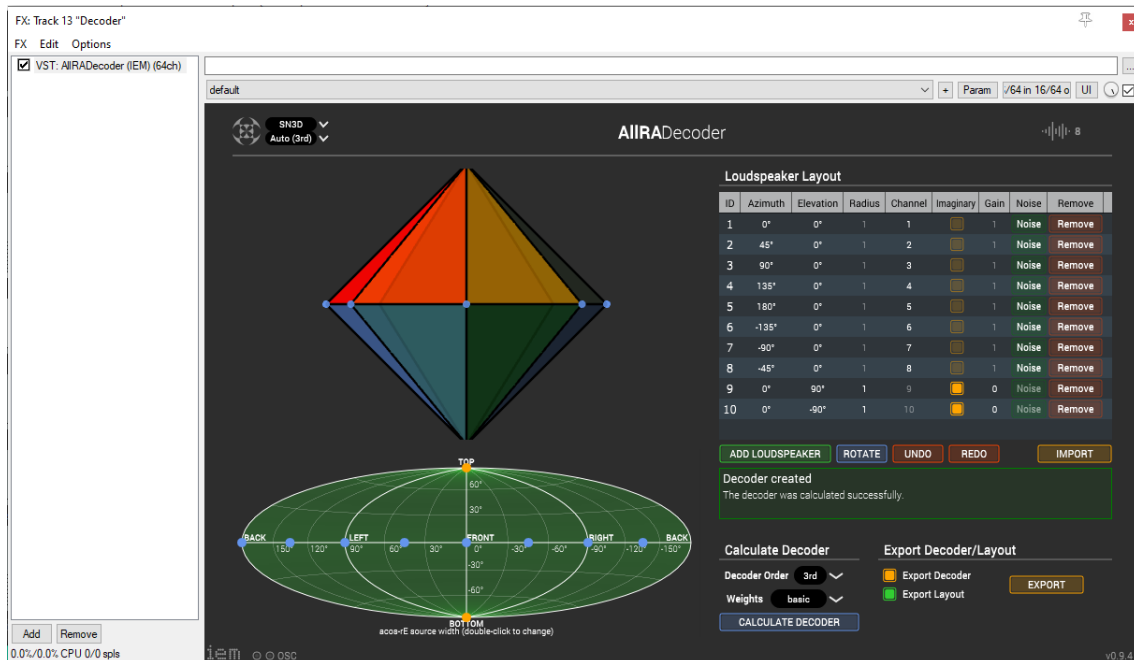 FX: Track 13 "Decoder"
FX Edit Options
VST: AllRADecoder (IEM) (64ch)
default
+ Param √64 in 16/64 o UI
SN3D
Auto (3rd)
AllRADecoder
8
Loudspeaker Layout
ID Azimuth Elevation Radius Channel Imaginary Gain Noise Remove
1 0° 0° 1 1 1 Noise Remove
2 45° 0° 1 2 1 Noise Remove
3 90° 0° 1 3 1 Noise Remove
4 135° 0° 1 4 1 Noise Remove
5 180° 0° 1 5 1 Noise Remove
6 -135° 0° 1 6 1 Noise Remove
7 -90° 0° 1 7 1 Noise Remove
8 -45° 0° 1 8 1 Noise Remove
9 0° 90° 1 9 0 Noise Remove
10 0° -90° 1 10 0 Noise Remove
ADD LOUDSPEAKER ROTATE UNDO REDO IMPORT
Decoder created
The decoder was calculated successfully.
TOP
60°
30°
BACK LEFT FRONT RIGHT BACK
150° 120° 90° 60° 30° 0° -30° -60° -90° -120° -150°
-30°
-60°
BOTTOM
acos-rE source width (double-click to change)
Calculate Decoder
Decoder Order 3rd
Weights basic
CALCULATE DECODER
Export Decoder/Layout
Export Decoder
Export Layout
EXPORT
Add Remove
0.0%/0.0% CPU 0/0 spls
iem OSC
v0.9.4